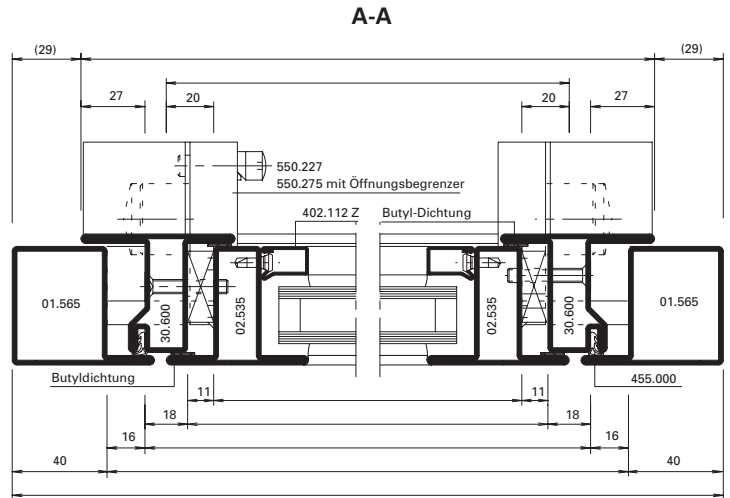 A-A
(29) (29)
27 20 20 27
550.227
550.275 mit Öffnungsbegrenzer
402.112 Z Butyl-Dichtung
01.565 30.600 02.535 02.535 30.600 01.565
Butyldichtung 455.000
11 11
18 18
16 16
40 40